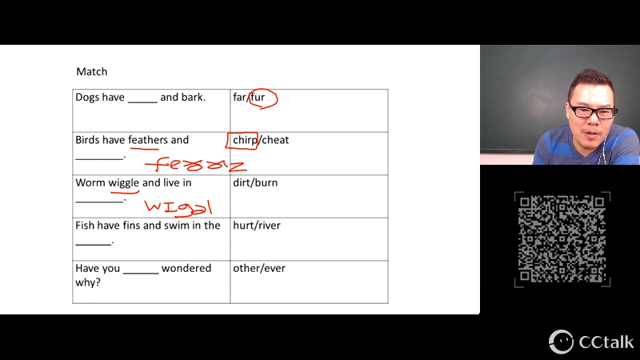 Match
Dogs have _____ and bark. far/fur
Birds have feathers and chirp/cheat
________.
Worm wiggle and live in dirt/burn
________.
wIgəl
Fish have fins and swim in the hurt/river
______.
Have you ______ wondered other/ever
why?
CCtalk